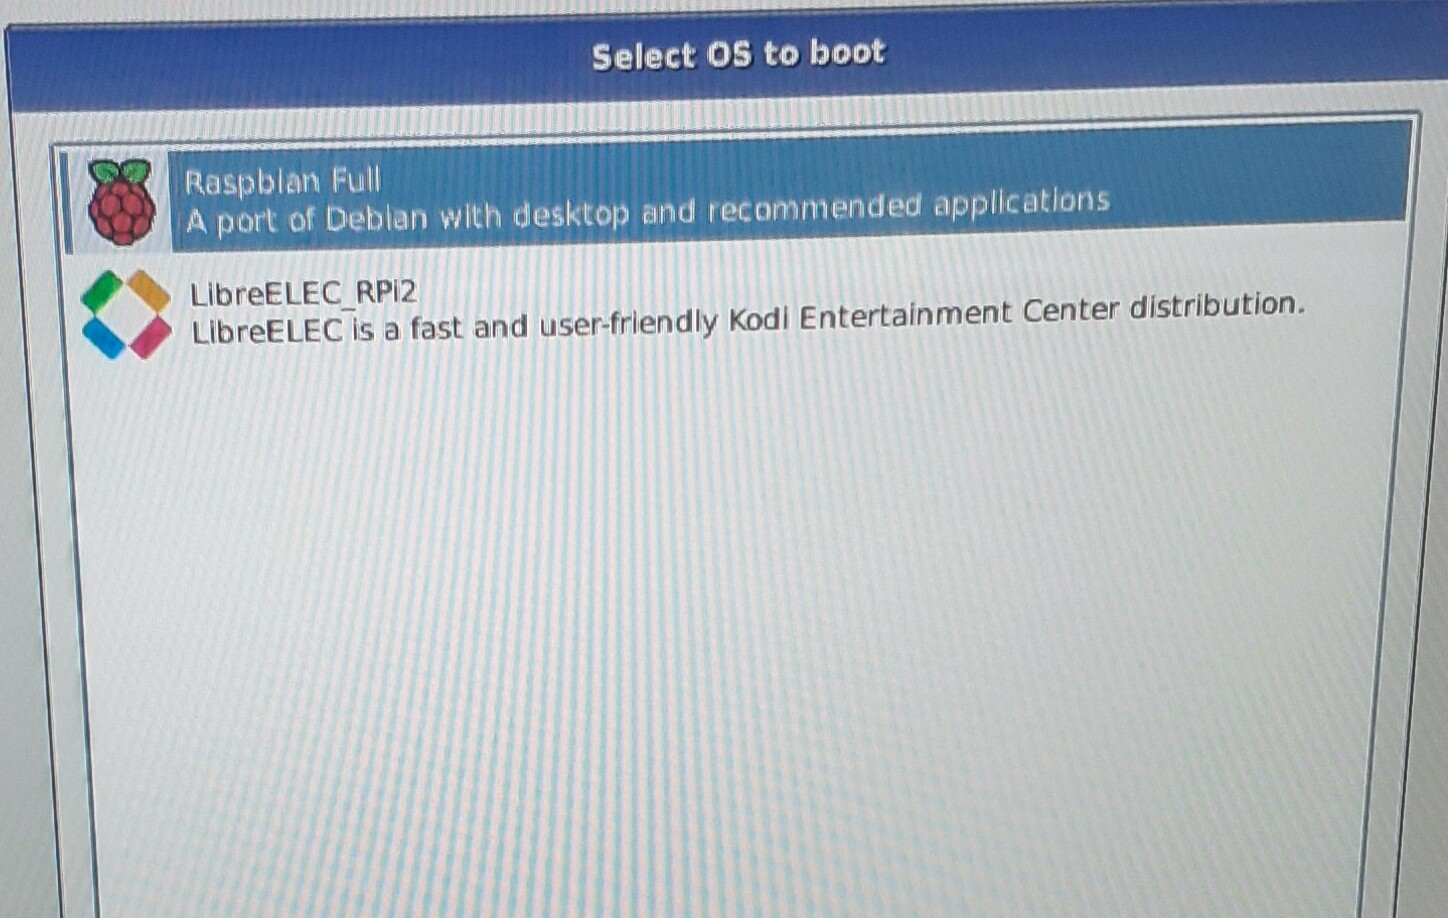 Select OS to boot
Raspbian Full
A port of Debian with desktop and recommended applications
LibreELEC_RPi2
LibreELEC is a fast and user-friendly Kodi Entertainment Center distribution.